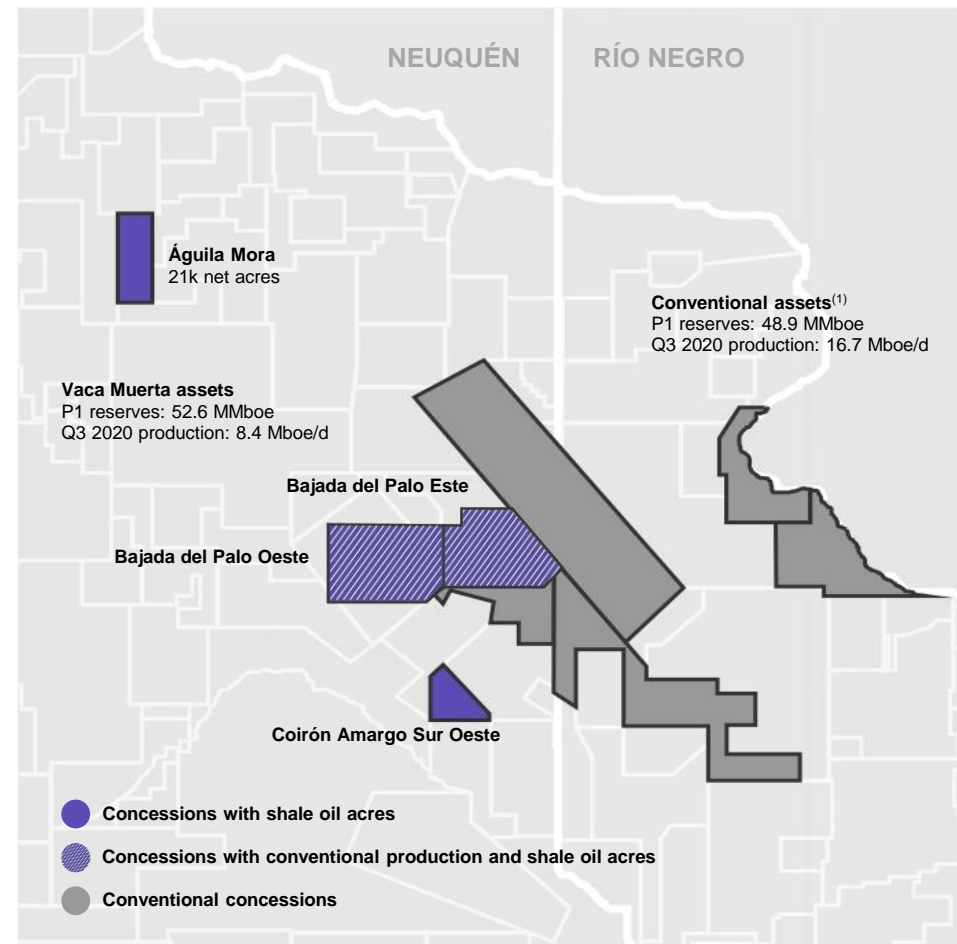 NEUQUÉN
RÍO NEGRO
Águila Mora
21k net acres
Conventional assets(1)
P1 reserves: 48.9 MMboe
Q3 2020 production: 16.7 Mboe/d
Vaca Muerta assets
P1 reserves: 52.6 MMboe
Q3 2020 production: 8.4 Mboe/d
Bajada del Palo Este
Bajada del Palo Oeste
Coirón Amargo Sur Oeste
Concessions with shale oil acres
Concessions with conventional production and shale oil acres
Conventional concessions